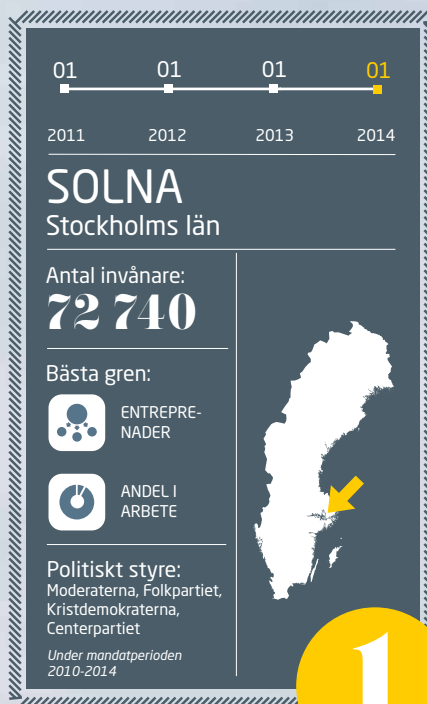 01 01 01 01
2011 2012 2013 2014
SOLNA
Stockholms län
Antal invånare:
72 740
Bästa gren:
ENTREPRE-
NADER
ANDEL I
ARBETE
Politiskt styre:
Moderaterna, Folkpartiet,
Kristdemokraterna,
Centerpartiet
Under mandatperioden
2010-2014
1